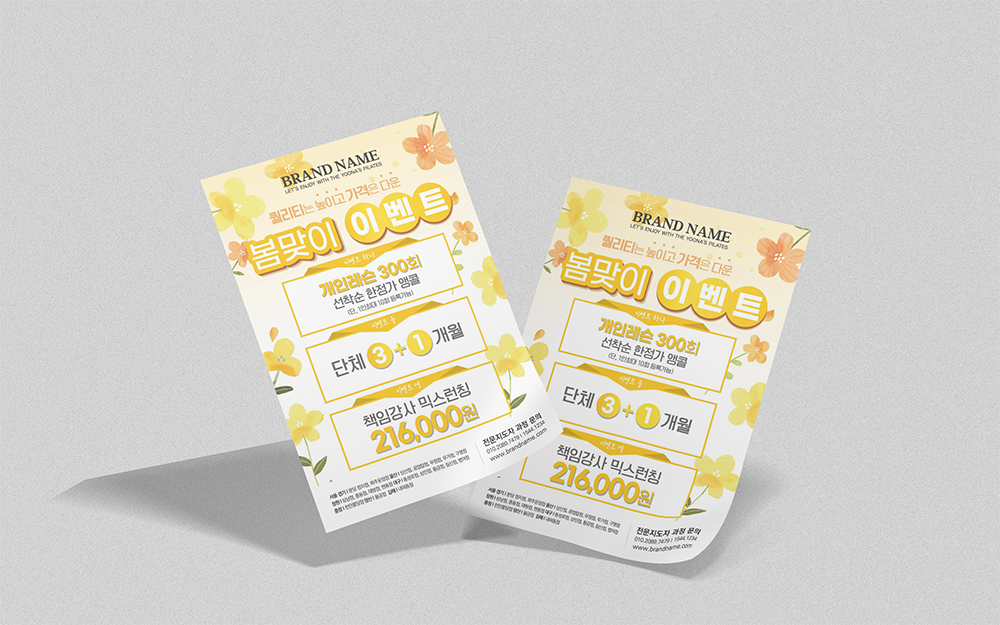 BRAND NAME
LET'S ENJOY WITH THE YOONA'S PILATES
퀄리티는 높이고 가격은 다운
봄맞이 이벤트
이벤트 하나
개인레슨 300회
선착순 한정가 앵콜
(단, 1인최대 10회 등록가능)
이벤트 둘
단체 3+1 개월
이벤트 셋
책임강사 믹스런칭
216,000원
전문지도자 과정 문의
010.2089.7479 | 1544.1234
www.brandname.com
서울 경기
BRAND NAME
LET'S ENJOY WITH THE YOONA'S PILATES
퀄리티는 높이고 가격은 다운
봄맞이 이벤트
이벤트 하나
개인레슨 300회
선착순 한정가 앵콜
(단, 1인최대 10회 등록가능)
이벤트 둘
단체 3+1 개월
이벤트 셋
책임강사 믹스런칭
216,000원
전문지도자 과정 문의
010.2089.7479 | 1544.1234
www.brandname.com